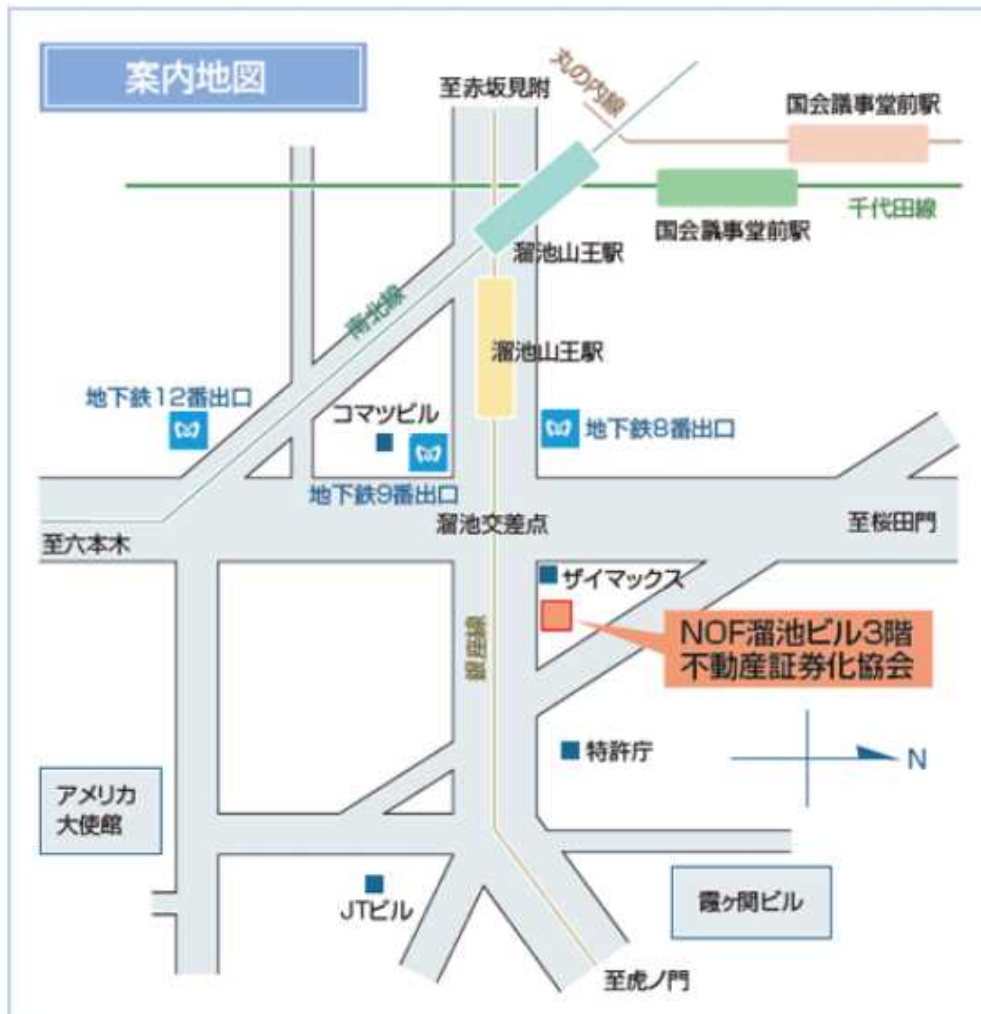 案内地図
至赤坂見附
丸の内線
国会議事堂前駅
千代田線
国会議事堂前駅
溜池山王駅
南北線
溜池山王駅
地下鉄12番出口
コマツビル
地下鉄8番出口
地下鉄9番出口
溜池交差点
至六本木
至桜田門
ザイマックス
NOF溜池ビル3階
不動産証券化協会
銀座線
特許庁
N
アメリカ
大使館
JTビル
霞ヶ関ビル
至虎ノ門